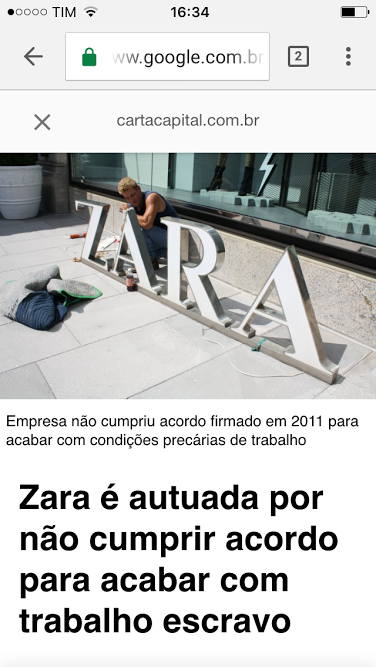 TIM 16:34
ww.google.com.br 2
cartacapital.com.br
ZARA
Empresa não cumpriu acordo firmado em 2011 para
acabar com condições precárias de trabalho
Zara é autuada por
não cumprir acordo
para acabar com
trabalho escravo